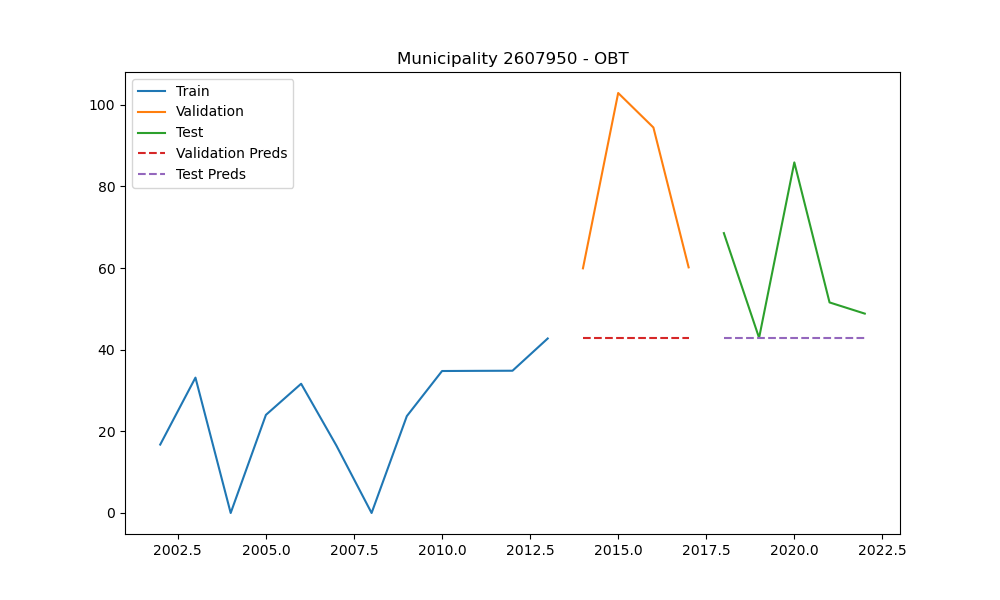 Municipality 2607950 - OBT
Train
Validation
Test
Validation Preds
Test Preds
100
80
60
40
20
0
2002.5 2005.0 2007.5 2010.0 2012.5 2015.0 2017.5 2020.0 2022.5